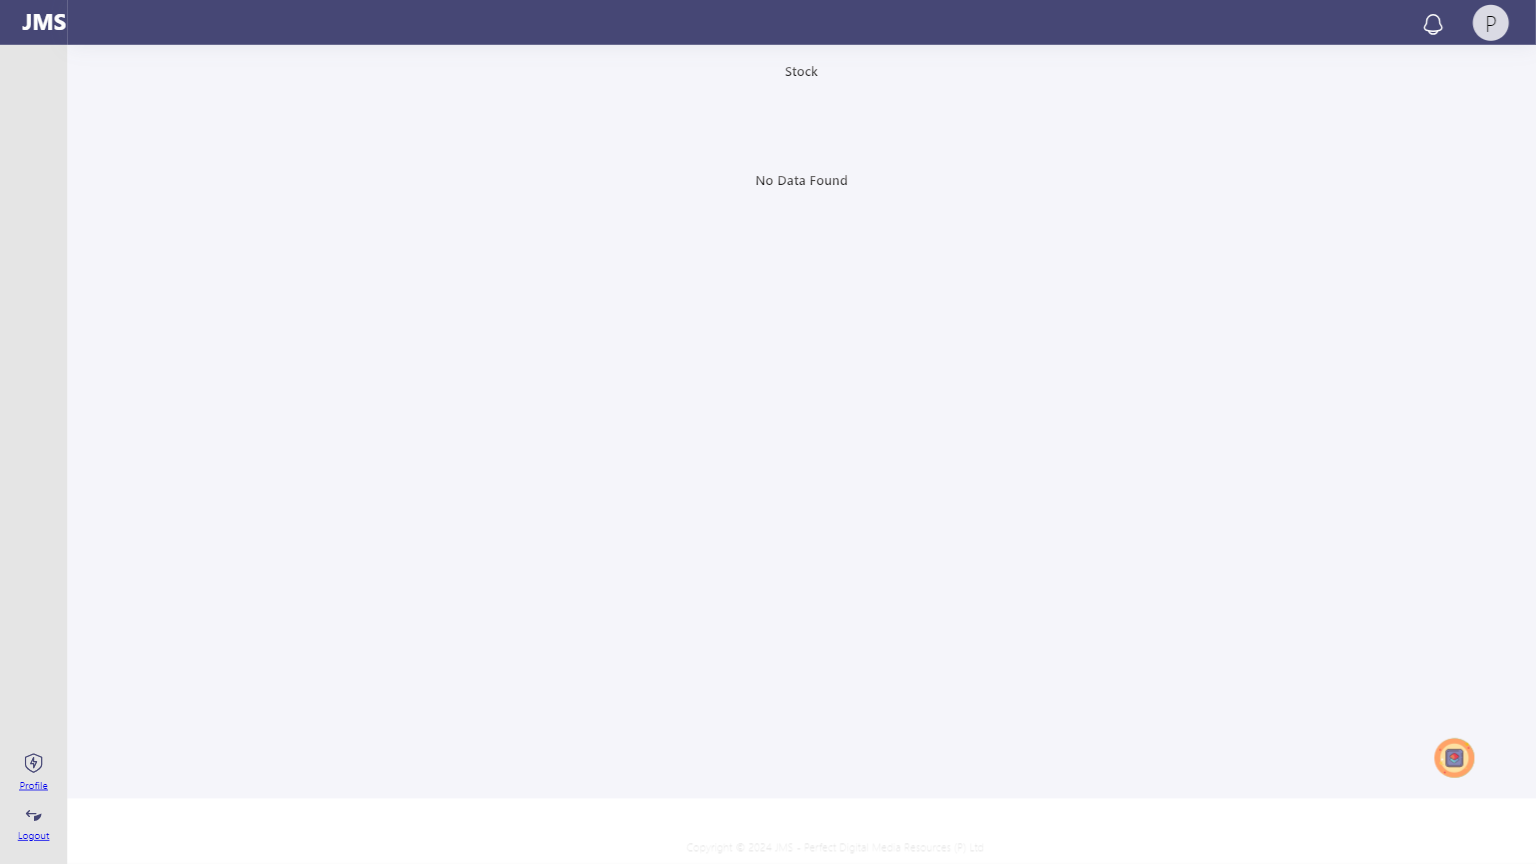 JMS
P
Stock
No Data Found
Profile
Logout
Copyright © 2024 JMS - Perfect Digital Media Resources (P) Ltd